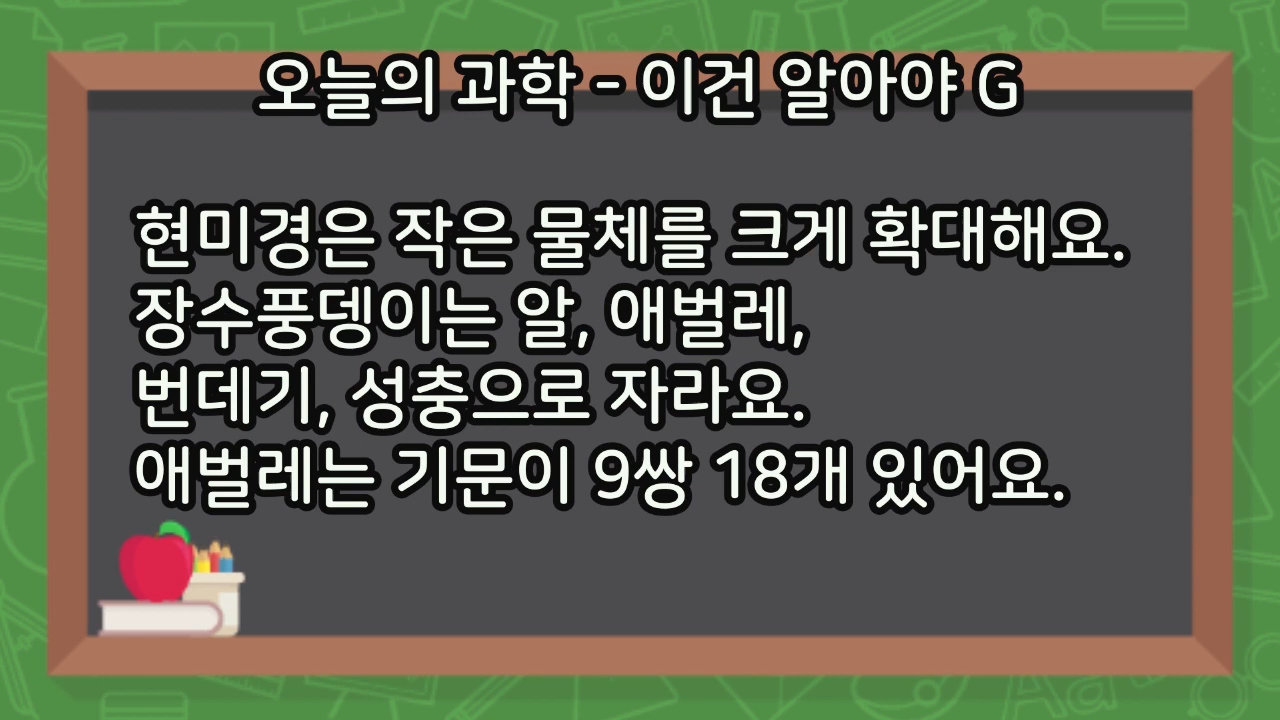 오늘의 과학 - 이건 알아야 G
현미경은 작은 물체를 크게 확대해요.
장수풍뎅이는 알, 애벌레,
번데기, 성충으로 자라요.
애벌레는 기문이 9쌍 18개 있어요.
Aa